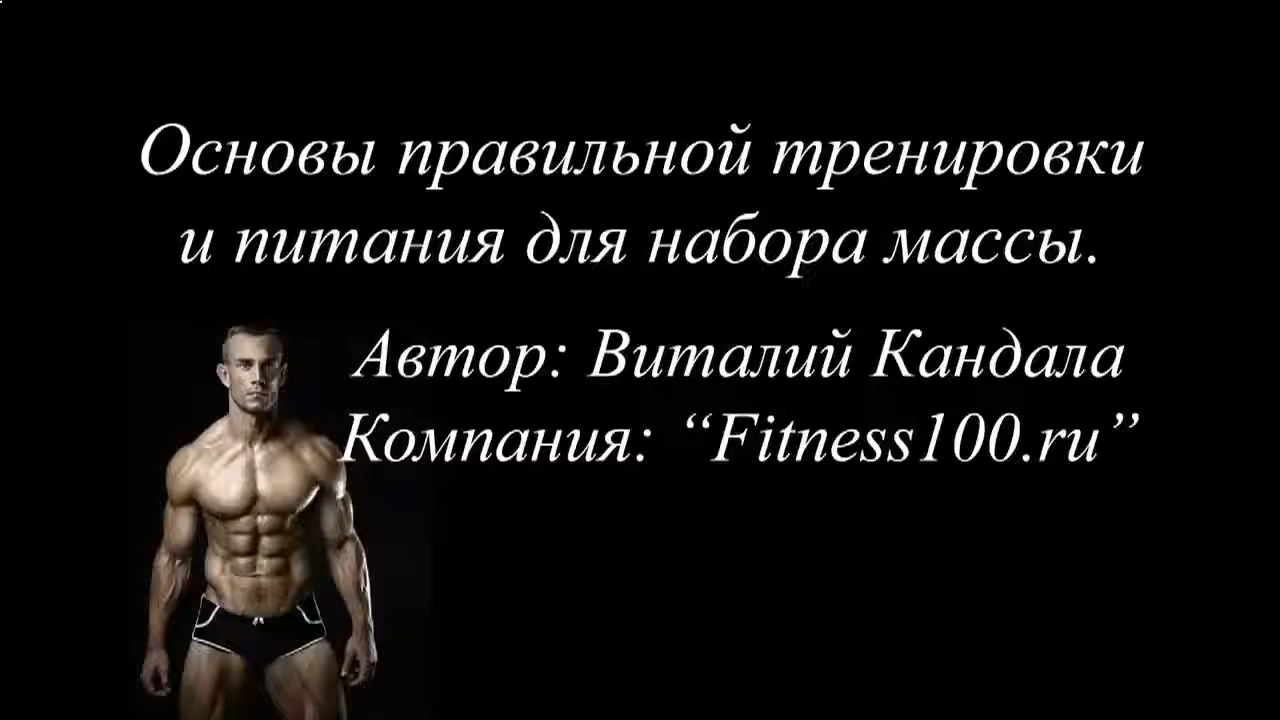 Основы правильной тренировки
и питания для набора массы.
Автор: Виталий Кандала
Компания: “Fitness100.ru”